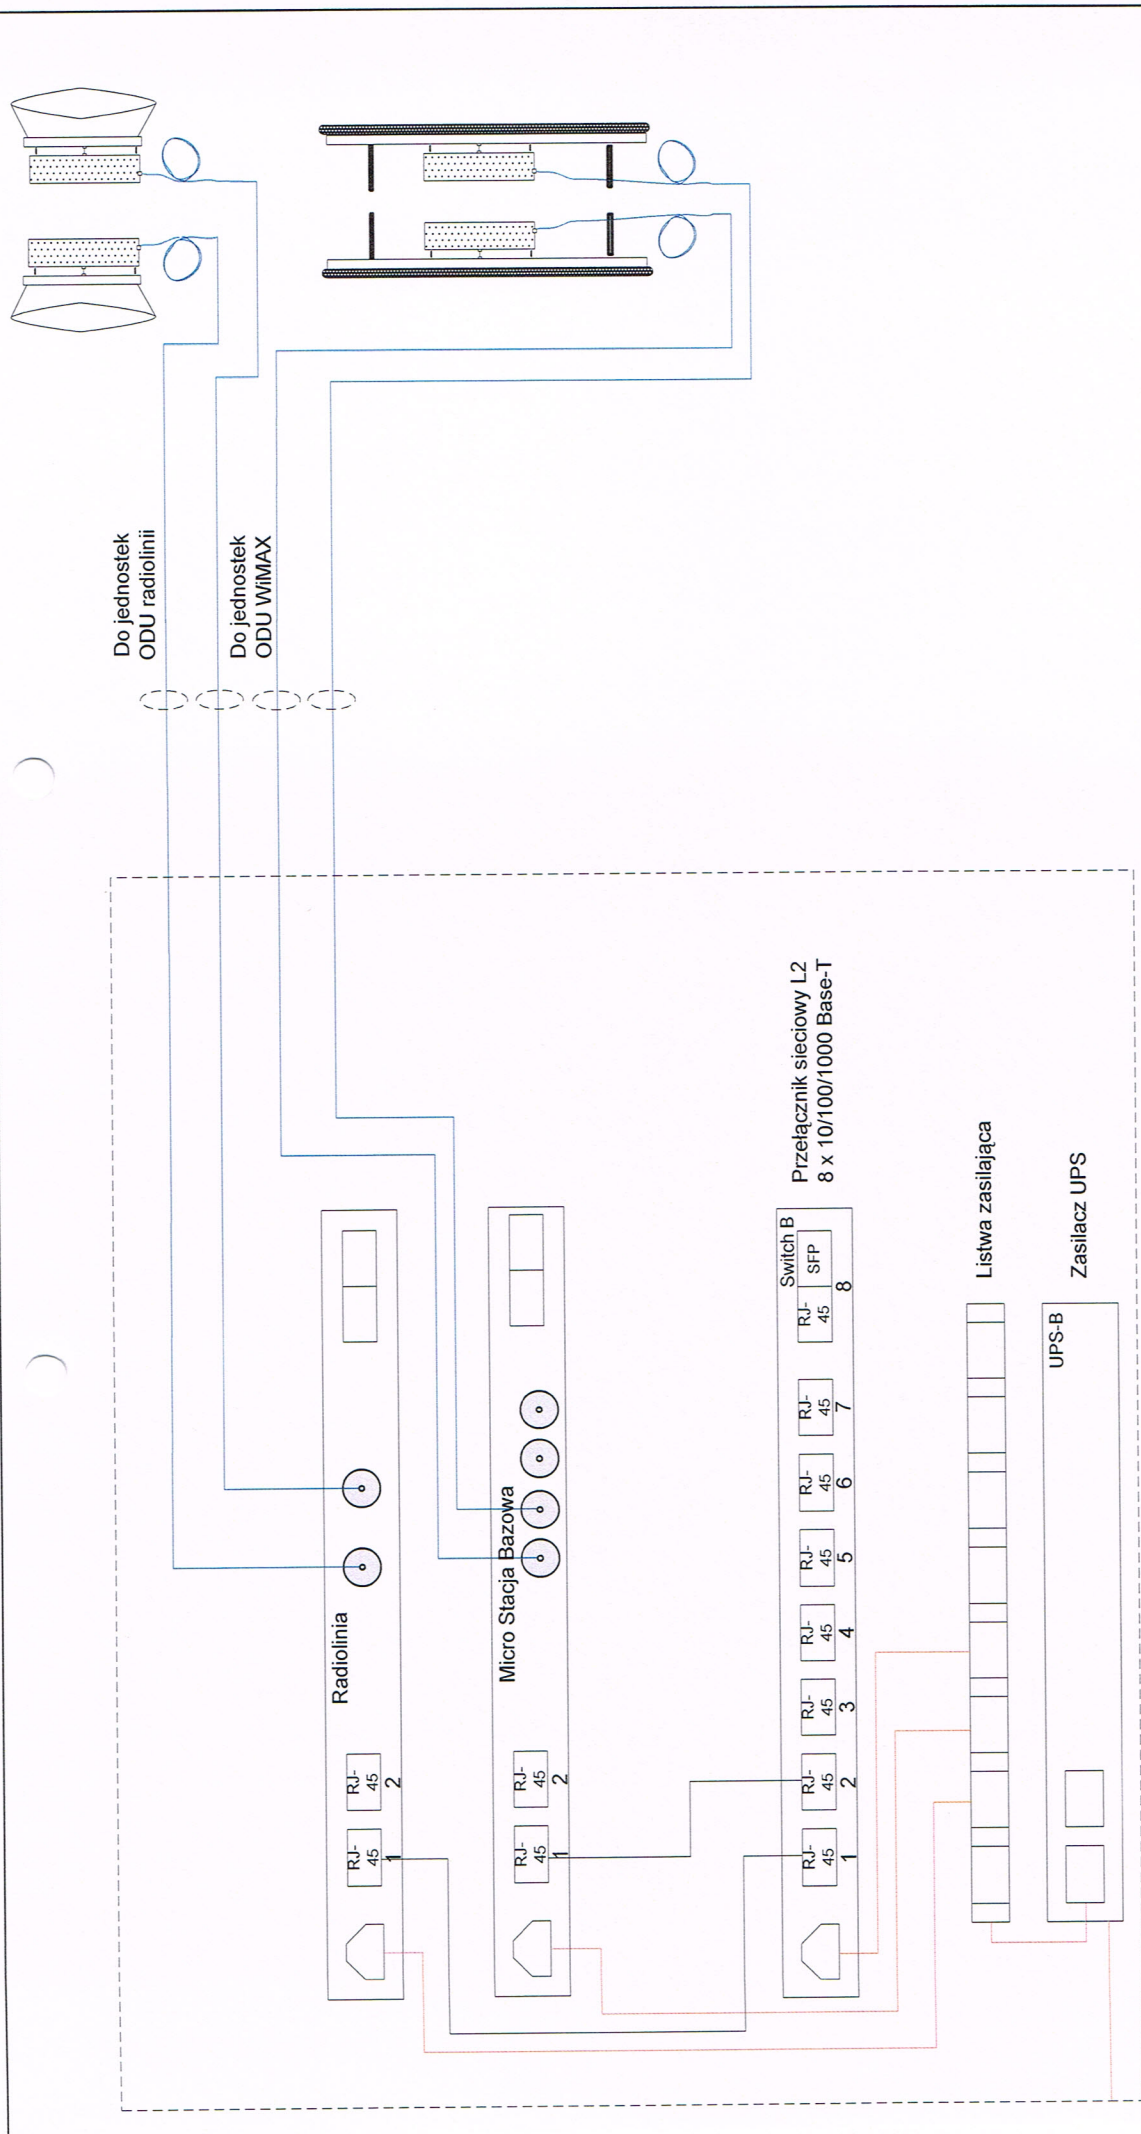 Do jednostek
ODU radiolinii
Do jednostek
ODU WiMAX
Radiolinia
RJ-
45
1
RJ-
45
2
Micro Stacja Bazowa
RJ-
45
1
RJ-
45
2
Switch B
RJ-
45
1
RJ-
45
2
RJ-
45
3
RJ-
45
4
RJ-
45
5
RJ-
45
6
RJ-
45
7
RJ-
45
SFP
8
Przełącznik sieciowy L2
8 x 10/100/1000 Base-T
Listwa zasilająca
UPS-B
Zasilacz UPS